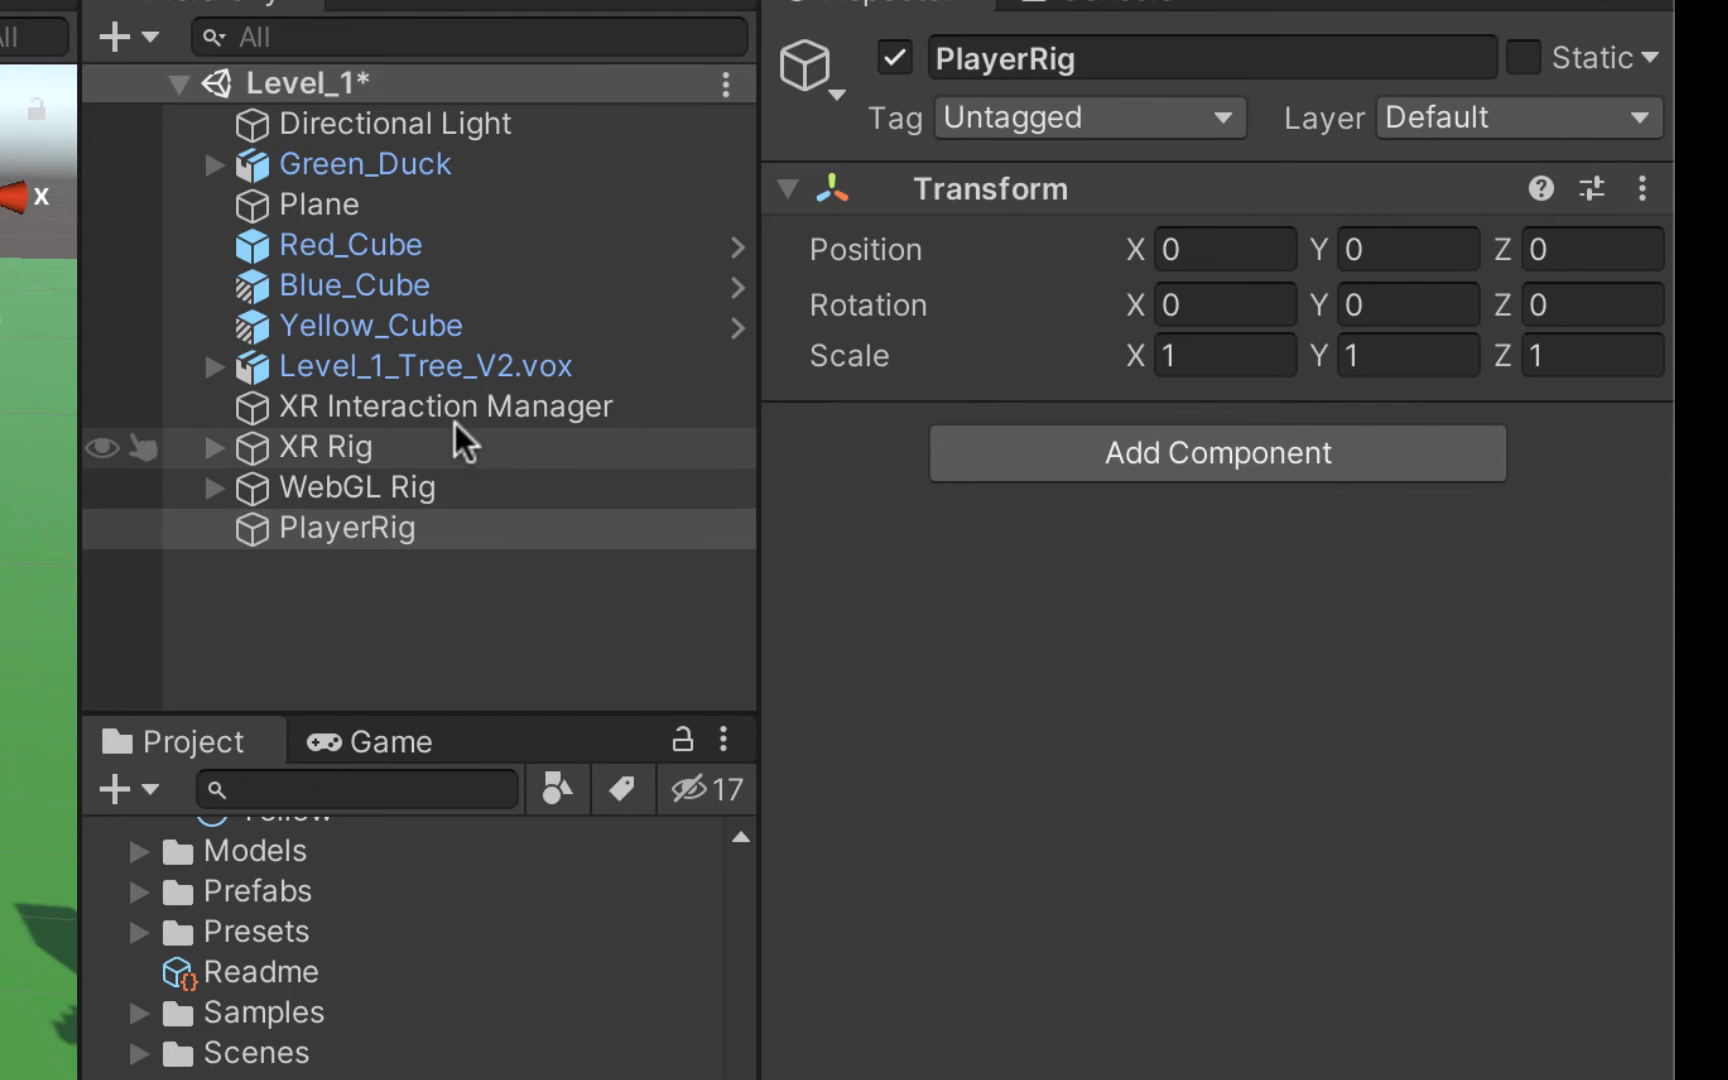 All
Level_1*
Directional Light
Green_Duck
Plane
Red_Cube
Blue_Cube
Yellow_Cube
Level_1_Tree_V2.vox
XR Interaction Manager
XR Rig
WebGL Rig
PlayerRig
x
Project
Game
17
Yellow
Models
Prefabs
Presets
Readme
Samples
Scenes
PlayerRig
Static
Tag Untagged Layer Default
Transform
Position X 0 Y 0 Z 0
Rotation X 0 Y 0 Z 0
Scale X 1 Y 1 Z 1
Add Component